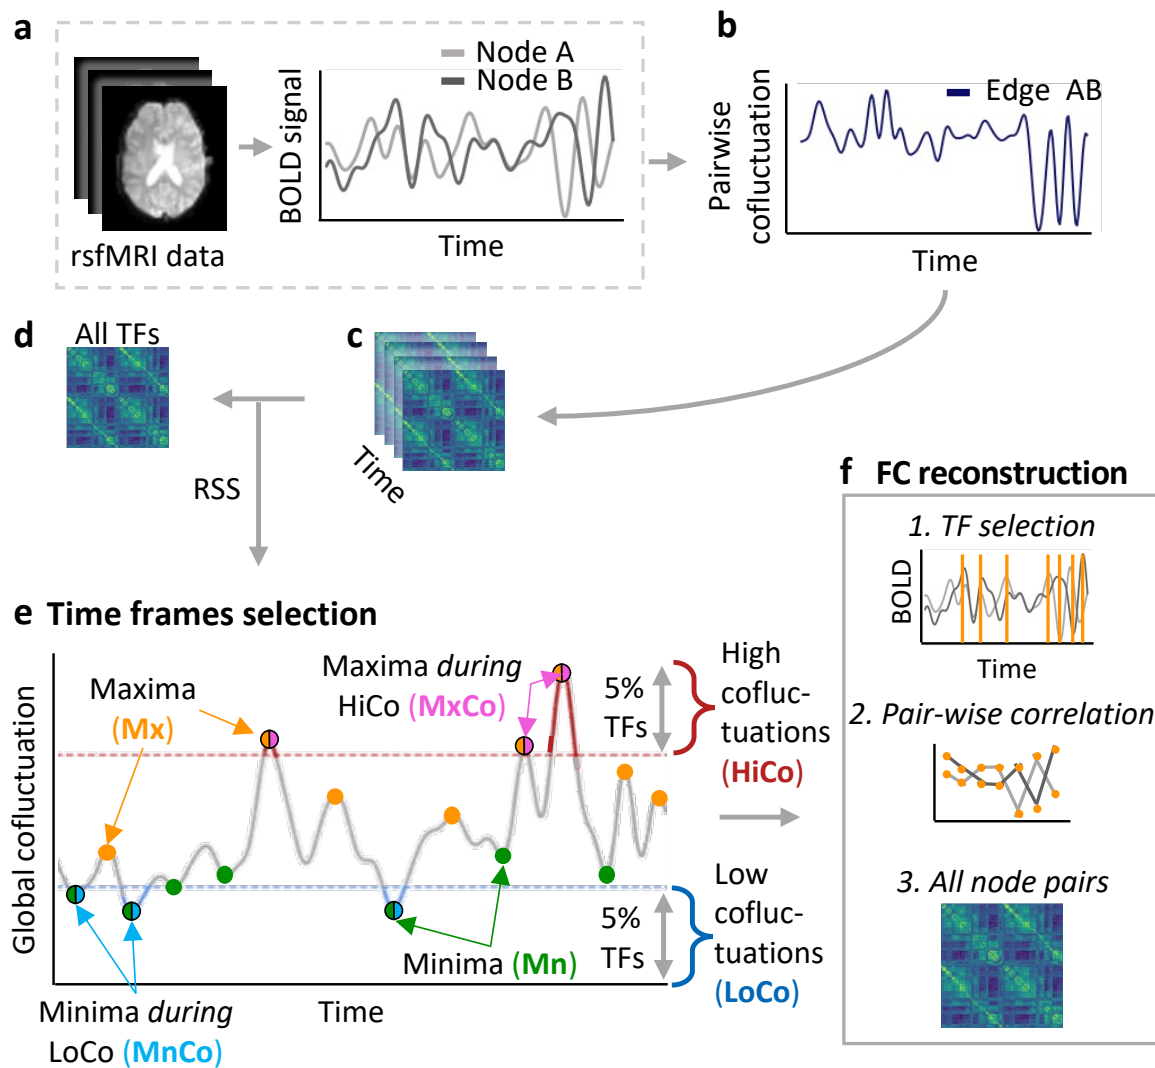 a
Node A
Node B
BOLD signal
rsfMRI data
Time
b
Edge AB
Pairwise
cofluctuation
Time
d
All TFs
c
Time
RSS
f FC reconstruction
1. TF selection
BOLD
Time
2. Pair-wise correlation
3. All node pairs
e Time frames selection
Global cofluctuation
Maxima
(Mx)
Maxima during
HiCo (MxCo)
5%
TFs
High
cofluc-
tuations
(HiCo)
Low
cofluc-
tuations
(LoCo)
5%
TFs
Minima (Mn)
Minima during
LoCo (MnCo)
Time